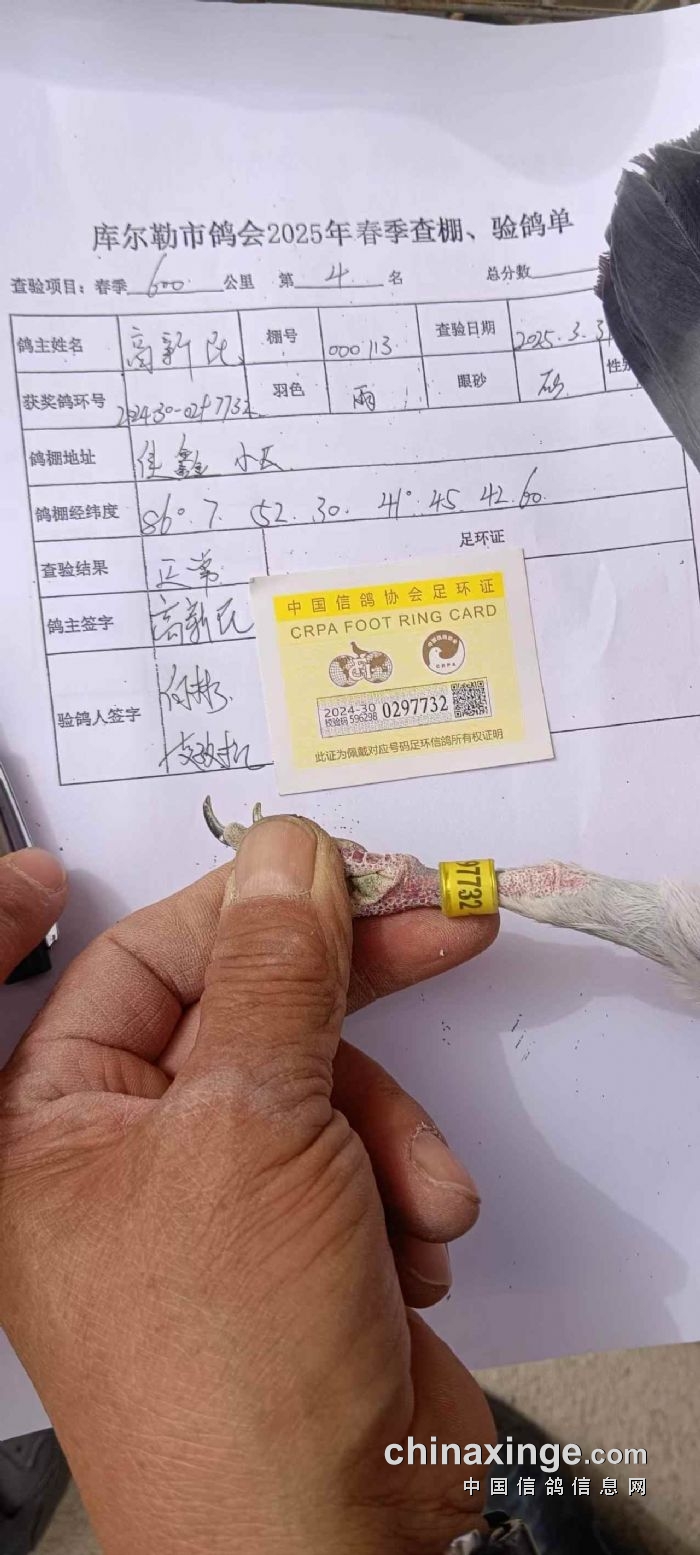 库尔勒市鸽会2025年春季查棚、验鸽单
查验项目：春季 600 公里 第 4 名 总分数
鸽主姓名 高新民 棚号 000113 查验日期 2025.3.3
获奖鸽环号 2024-30-0297732 羽色 雨 眼砂 砂 性
鸽棚地址 佳鑫小区
鸽棚经纬度 86°.7.52.30. 41°.45.42.60.
查验结果 正常 足环证
鸽主签字 高新民
验鸽人签字 何彬
中国信鸽协会足环证
CRPA FOOT RING CARD
CRPA
2024-30 0297732
校验码 596298
此证为佩戴对应号码足环信鸽所有权证明
97732
chinaxinge.com
中国信鸽信息网